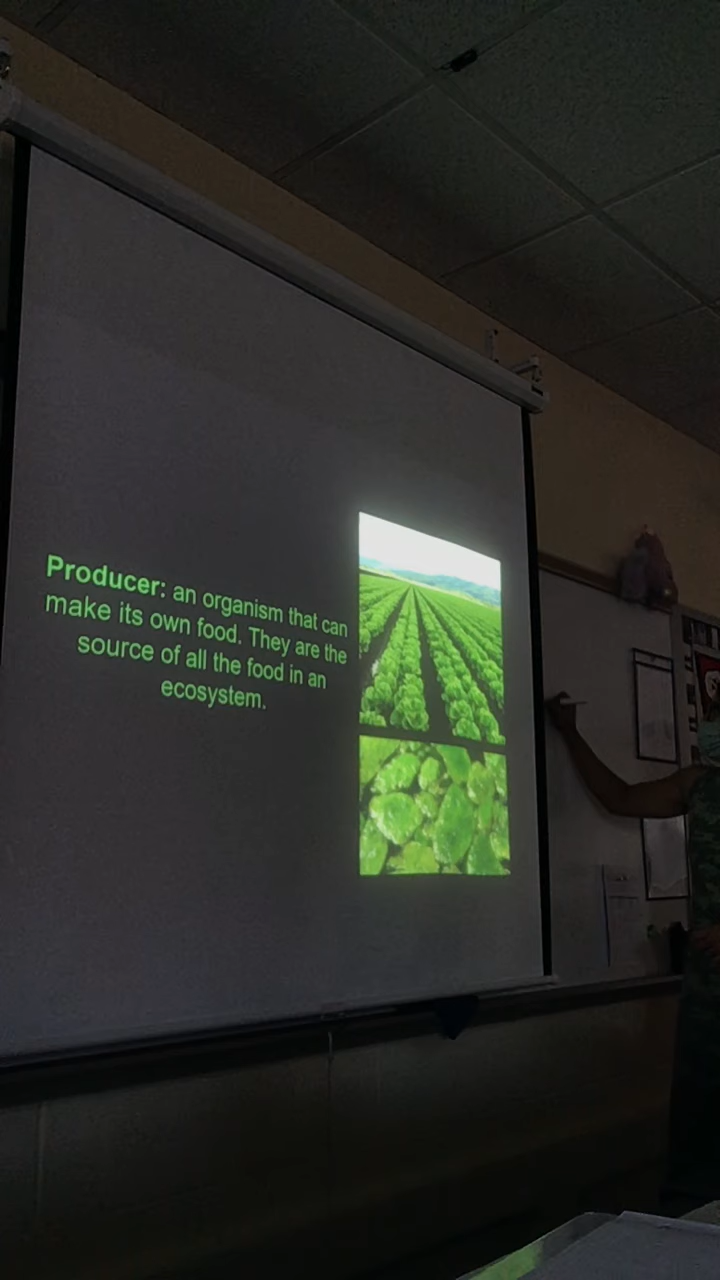 Producer: an organism that can
make its own food. They are the
source of all the food in an
ecosystem.